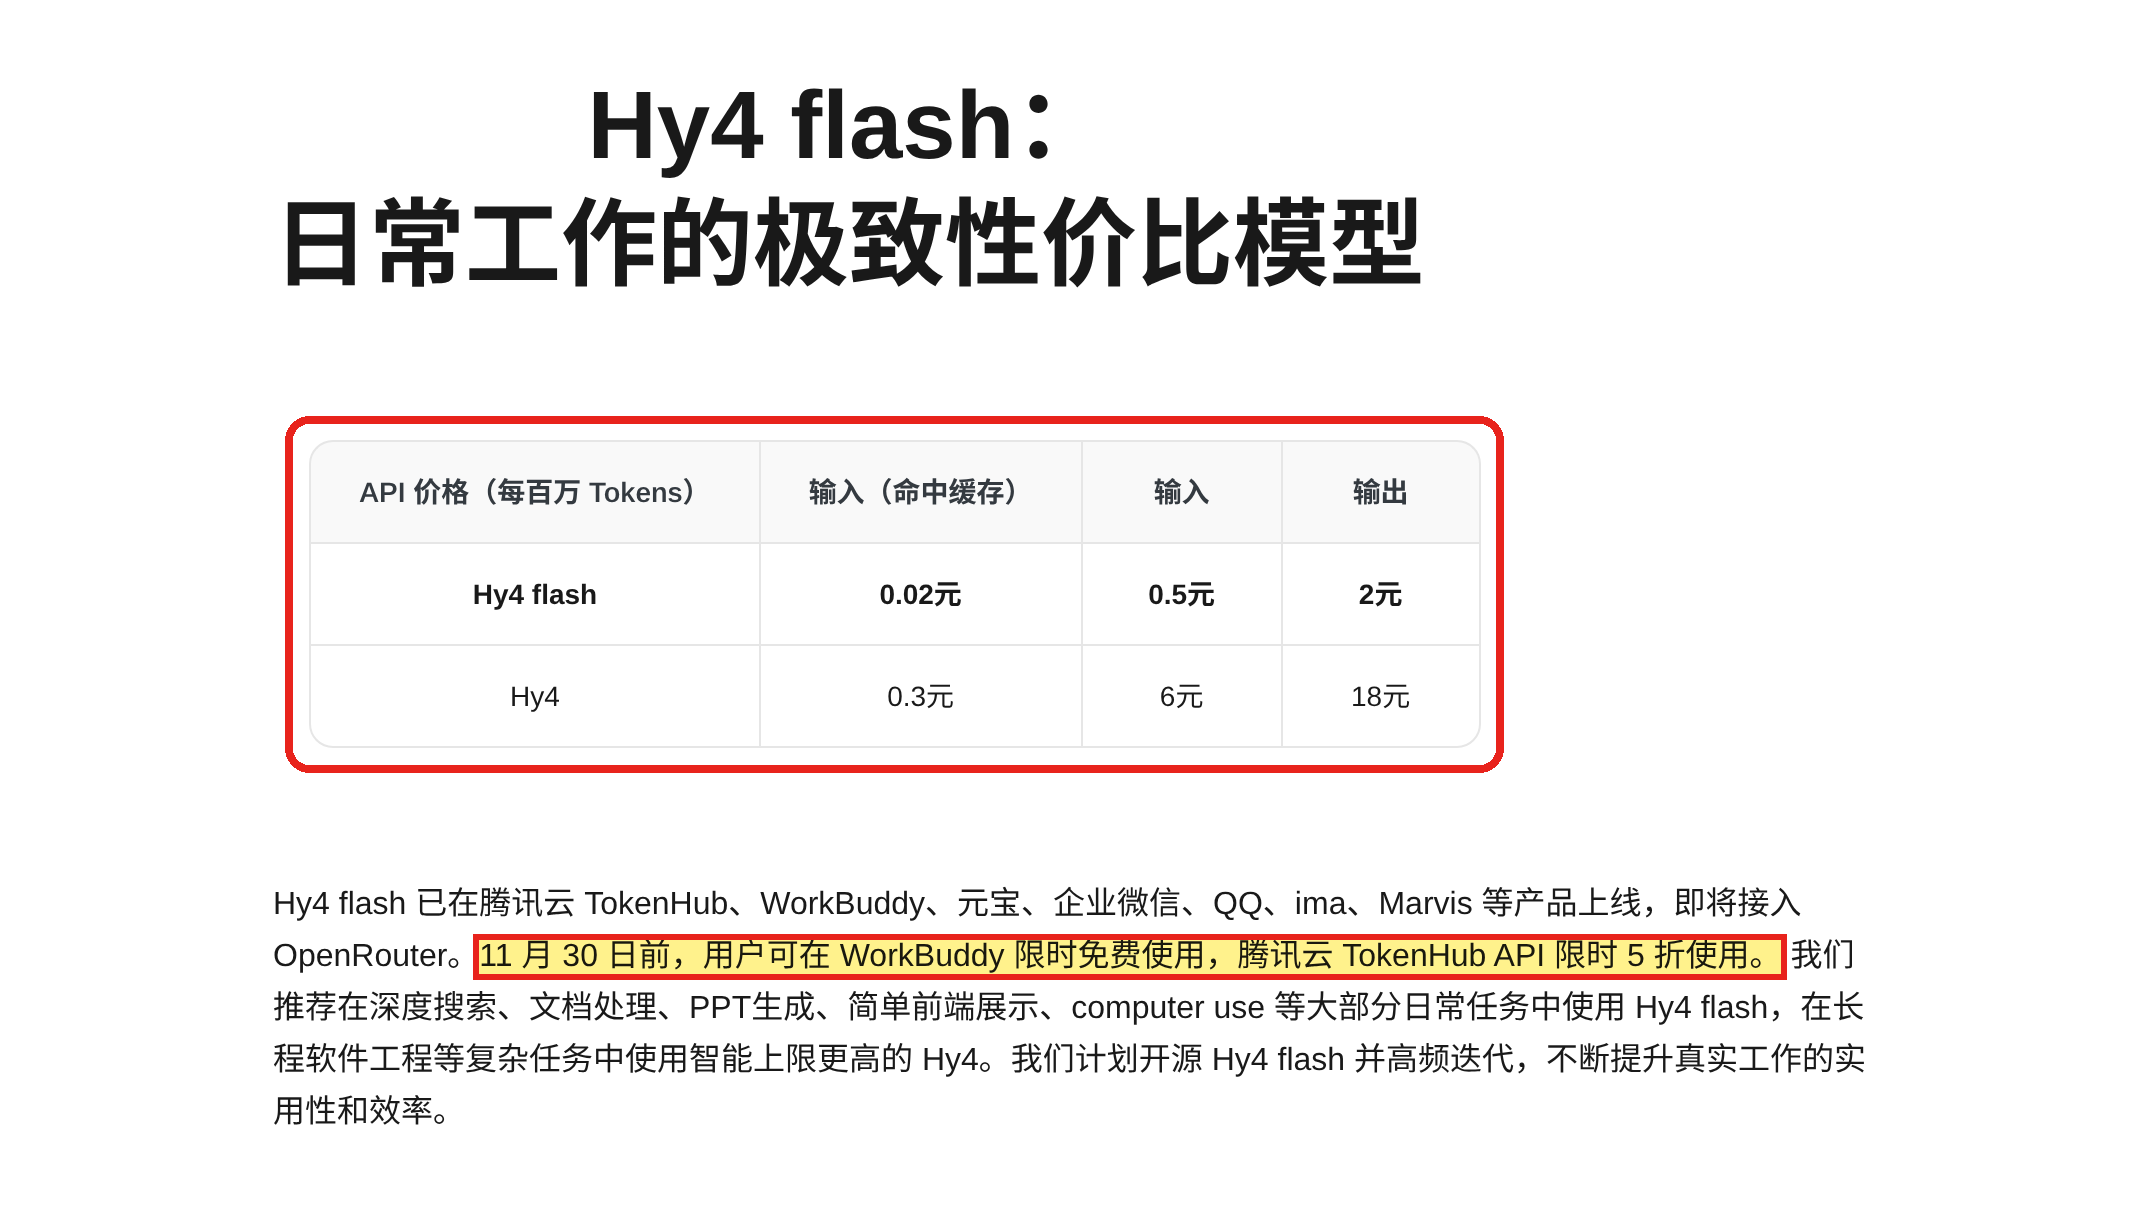 Hy4 flash：
日常工作的极致性价比模型
API 价格（每百万 Tokens） 输入（命中缓存） 输入 输出
Hy4 flash 0.02元 0.5元 2元
Hy4 0.3元 6元 18元
Hy4 flash 已在腾讯云 TokenHub、WorkBuddy、元宝、企业微信、QQ、ima、Marvis 等产品上线，即将接入
OpenRouter。11 月 30 日前，用户可在 WorkBuddy 限时免费使用，腾讯云 TokenHub API 限时 5 折使用。我们
推荐在深度搜索、文档处理、PPT生成、简单前端展示、computer use 等大部分日常任务中使用 Hy4 flash，在长
程软件工程等复杂任务中使用智能上限更高的 Hy4。我们计划开源 Hy4 flash 并高频迭代，不断提升真实工作的实
用性和效率。